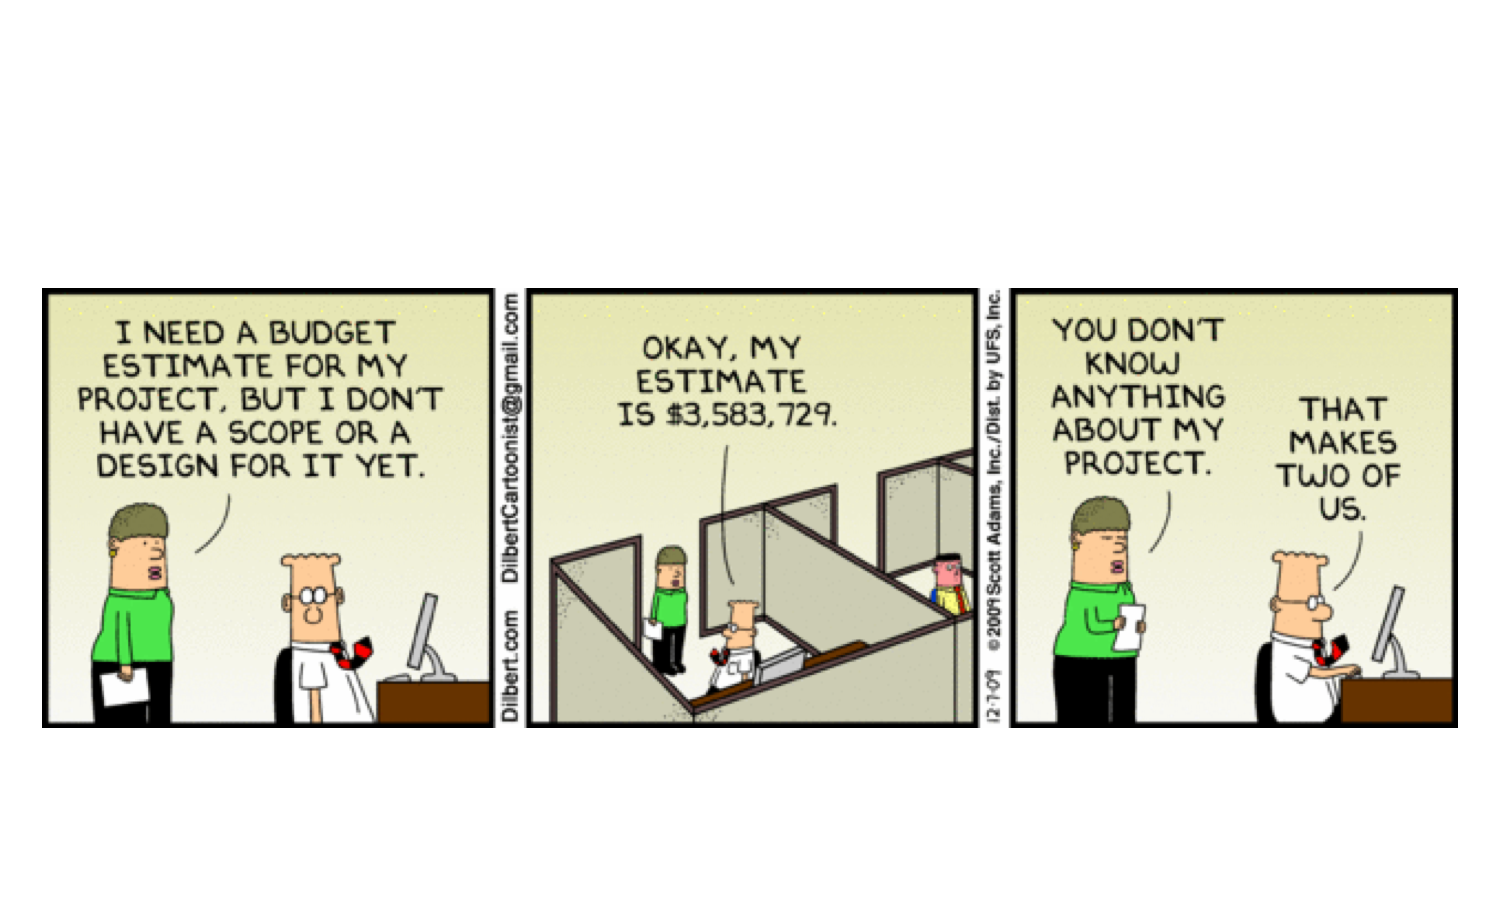 I NEED A BUDGET
ESTIMATE FOR MY
PROJECT, BUT I DON'T
HAVE A SCOPE OR A
DESIGN FOR IT YET.
Dilbert.com DilbertCartoonist@gmail.com
OKAY, MY
ESTIMATE
IS $3,583,729.
12-7-09 ©2009 Scott Adams, Inc./Dist. by UFS, Inc.
YOU DON'T
KNOW
ANYTHING
ABOUT MY
PROJECT.
THAT
MAKES
TWO OF
US.